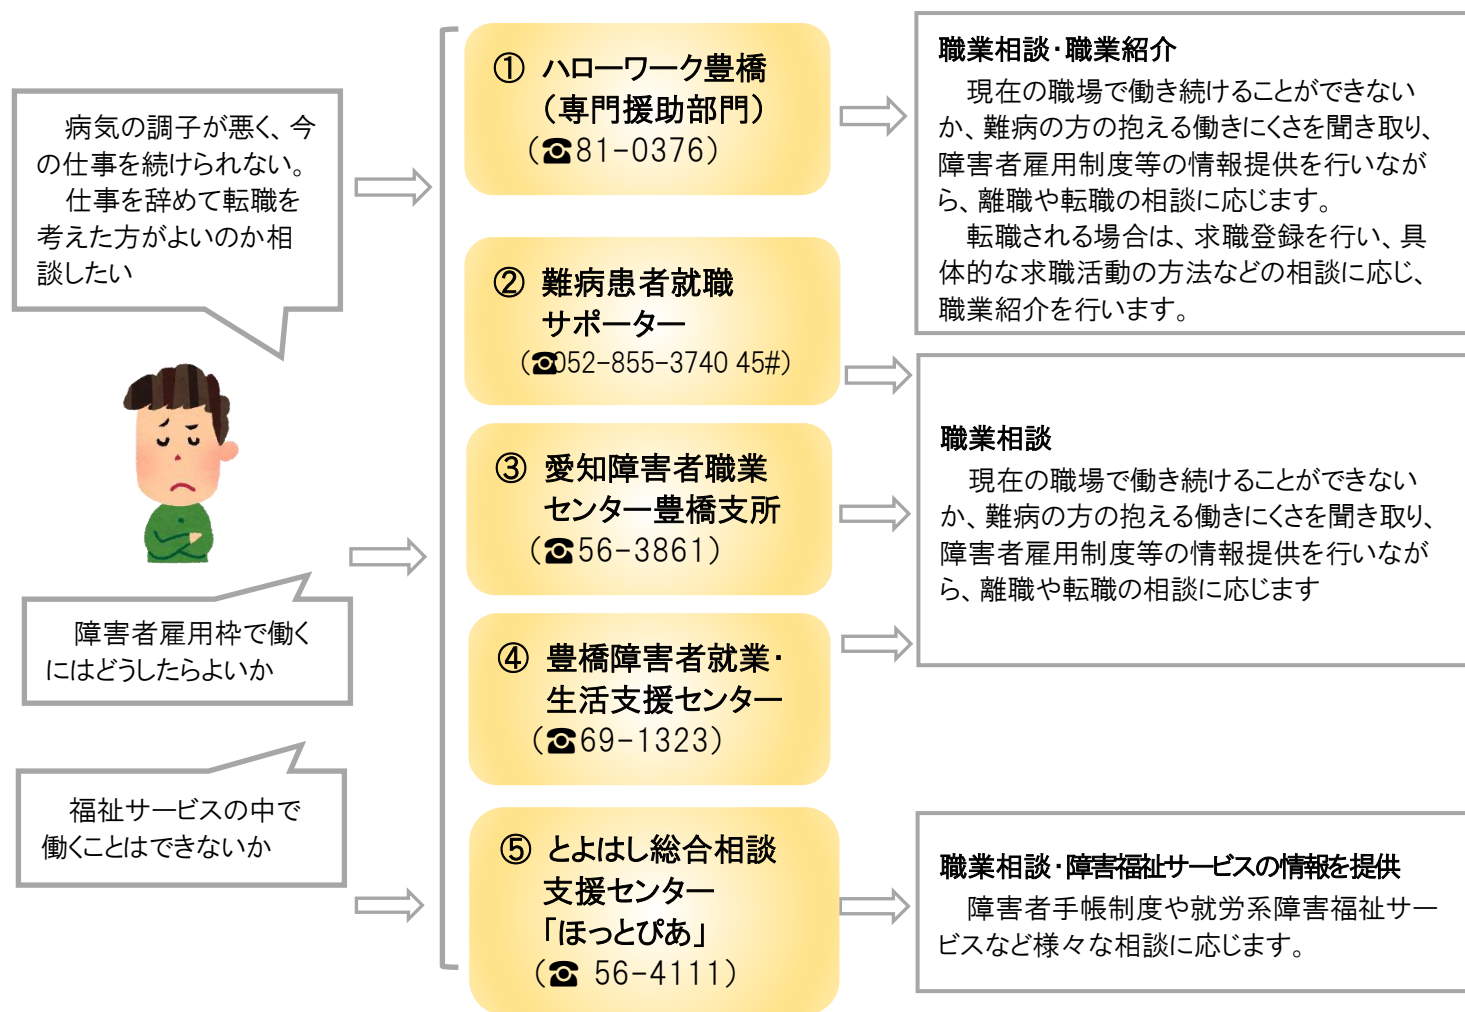 病気の調子が悪く、今
の仕事を続けられない。
仕事を辞めて転職を
考えた方がよいのか相
談したい
障害者雇用枠で働く
にはどうしたらよいか
福祉サービスの中で
働くことはできないか
① ハローワーク豊橋
（専門援助部門）
（☎81-0376）
② 難病患者就職
サポーター
（☎052-855-3740 45#）
③ 愛知障害者職業
センター豊橋支所
（☎56-3861）
④ 豊橋障害者就業・
生活支援センター
（☎69-1323）
⑤ とよはし総合相談
支援センター
「ほっとぴあ」
（☎ 56-4111）
職業相談・職業紹介
現在の職場で働き続けることができない
か、難病の方の抱える働きにくさを聞き取り、
障害者雇用制度等の情報提供を行いなが
ら、離職や転職の相談に応じます。
転職される場合は、求職登録を行い、具
体的な求職活動の方法などの相談に応じ、
職業紹介を行います。
職業相談
現在の職場で働き続けることができない
か、難病の方の抱える働きにくさを聞き取り、
障害者雇用制度等の情報提供を行いなが
ら、離職や転職の相談に応じます
職業相談・障害福祉サービスの情報を提供
障害者手帳制度や就労系障害福祉サー
ビスなど様々な相談に応じます。